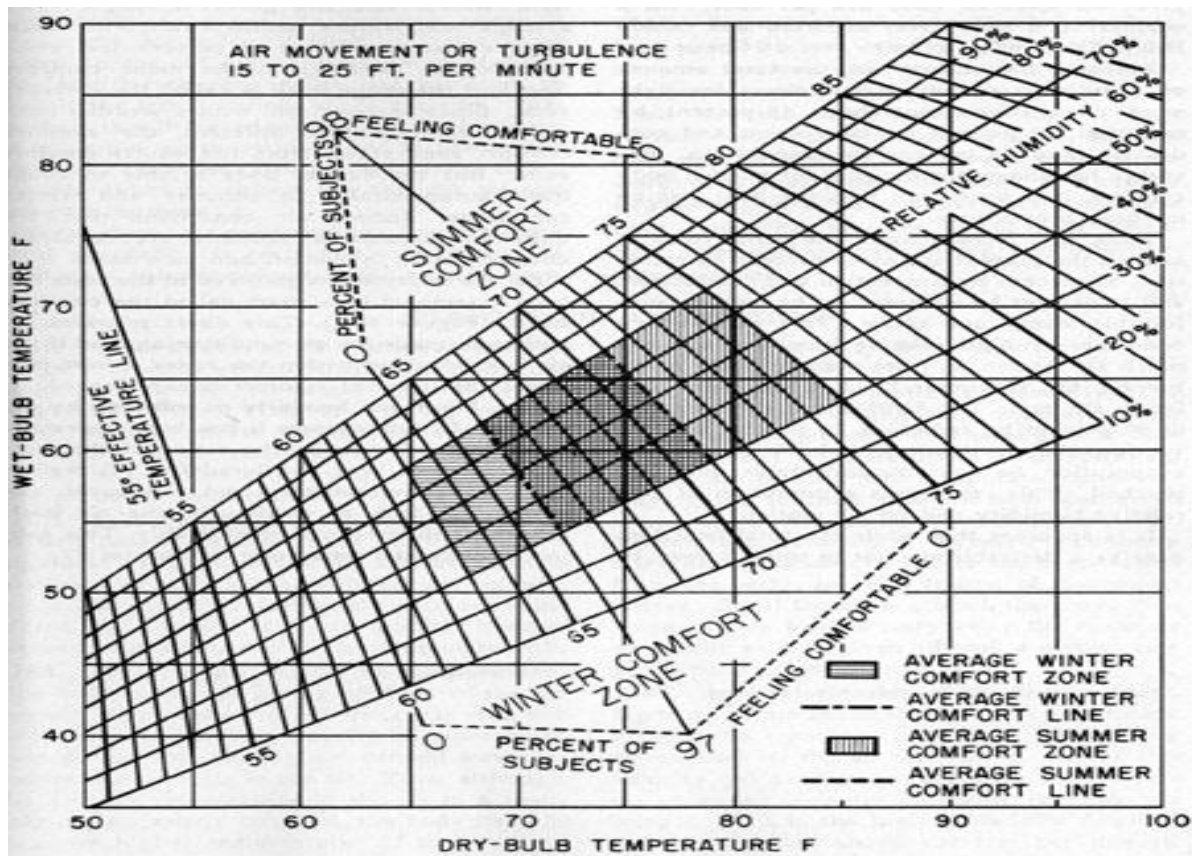 AIR MOVEMENT OR TURBULENCE
15 TO 25 FT. PER MINUTE
90
80
70
60
50
40
WET-BULB TEMPERATURE F
55° EFFECTIVE
TEMPERATURE LINE
98
FEELING COMFORTABLE
0
PERCENT OF SUBJECTS
0
SUMMER
COMFORT
ZONE
55
60
65
70
75
80
85
90%
80%
70%
60%
50%
40%
30%
20%
10%
RELATIVE HUMIDITY
55
60
65
70
75
WINTER COMFORT
ZONE
0
PERCENT OF
SUBJECTS
97
FEELING COMFORTABLE
0
AVERAGE WINTER
COMFORT ZONE
AVERAGE WINTER
COMFORT LINE
AVERAGE SUMMER
COMFORT ZONE
AVERAGE SUMMER
COMFORT LINE
50
60
70
80
90
100
DRY-BULB TEMPERATURE F